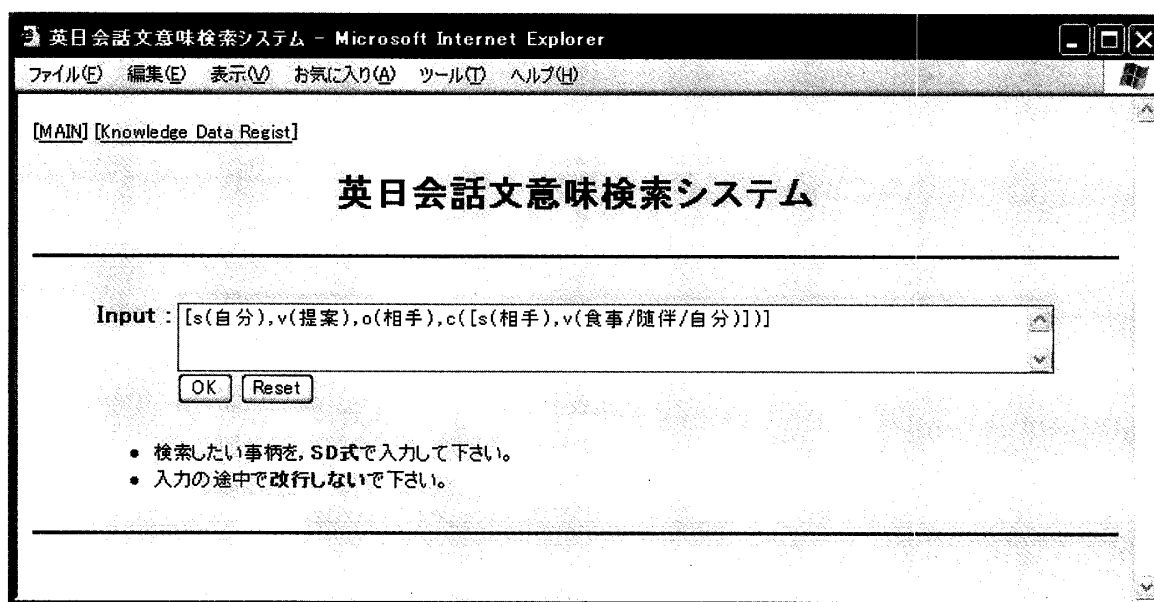 英日会話文意味検索システム - Microsoft Internet Explorer
ファイル(F) 編集(E) 表示(V) お気に入り(A) ツール(T) ヘルプ(H)
[MAIN] [Knowledge Data Regist]
英日会話文意味検索システム
Input : [s(自分),v(提案),o(相手),c([s(相手),v(食事/随伴/自分)])]
OK Reset
• 検索したい事柄を, SD式で入力して下さい。
• 入力の途中で改行しないで下さい。